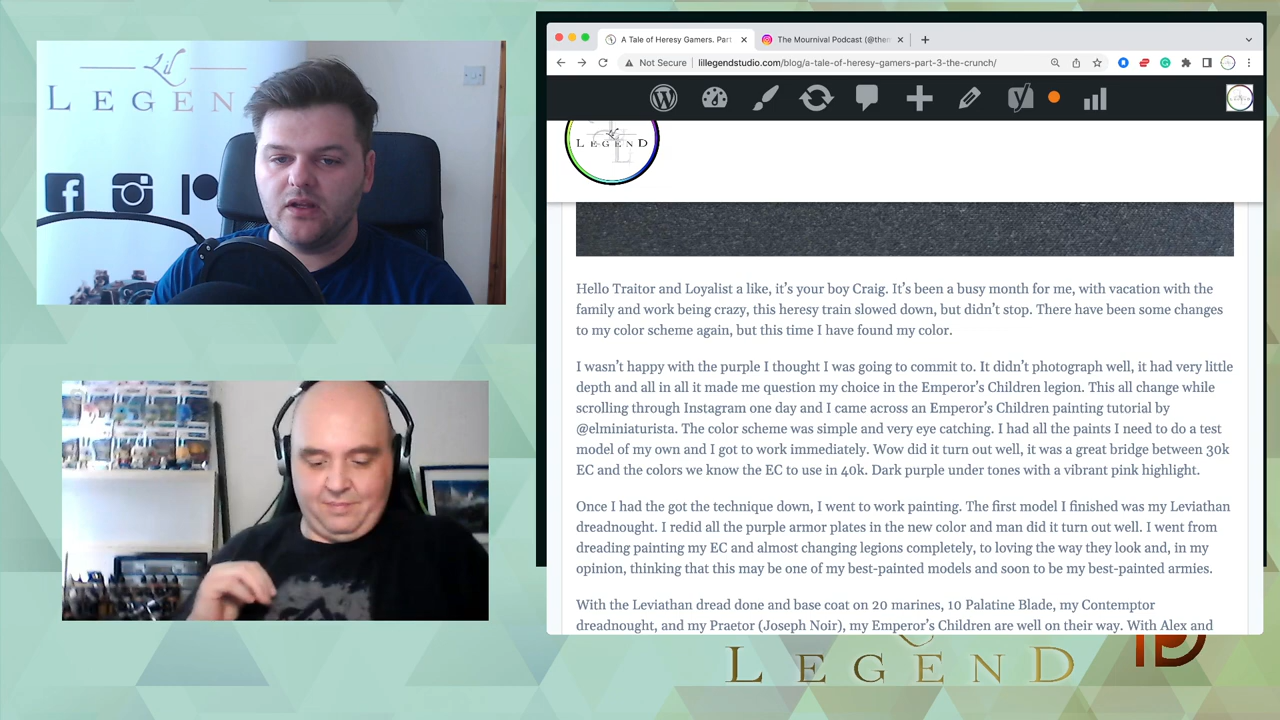 Lil
LEGEN
A Tale of Heresy Gamers. Part
The Mournival Podcast (@then
Not Secure
lillegendstudio.com/blog/a-tale-of-heresy-gamers-part-3-the-crunch/
LEGEND
Hello Traitor and Loyalist a like, it's your boy Craig. It's been a busy month for me, with vacation with the
family and work being crazy, this heresy train slowed down, but didn't stop. There have been some changes
to my color scheme again, but this time I have found my color.
I wasn't happy with the purple I thought I was going to commit to. It didn't photograph well, it had very little
depth and all in all it made me question my choice in the Emperor's Children legion. This all change while
scrolling through Instagram one day and I came across an Emperor's Children painting tutorial by
@elminiaturista. The color scheme was simple and very eye catching. I had all the paints I need to do a test
model of my own and I got to work immediately. Wow did it turn out well, it was a great bridge between 30k
EC and the colors we know the EC to use in 40k. Dark purple under tones with a vibrant pink highlight.
Once I had the got the technique down, I went to work painting. The first model I finished was my Leviathan
dreadnought. I redid all the purple armor plates in the new color and man did it turn out well. I went from
dreading painting my EC and almost changing legions completely, to loving the way they look and, in my
opinion, thinking that this may be one of my best-painted models and soon to be my best-painted armies.
With the Leviathan dread done and base coat on 20 marines, 10 Palatine Blade, my Contemptor
dreadnought, and my Praetor (Joseph Noir), my Emperor's Children are well on their way. With Alex and
LEGEND